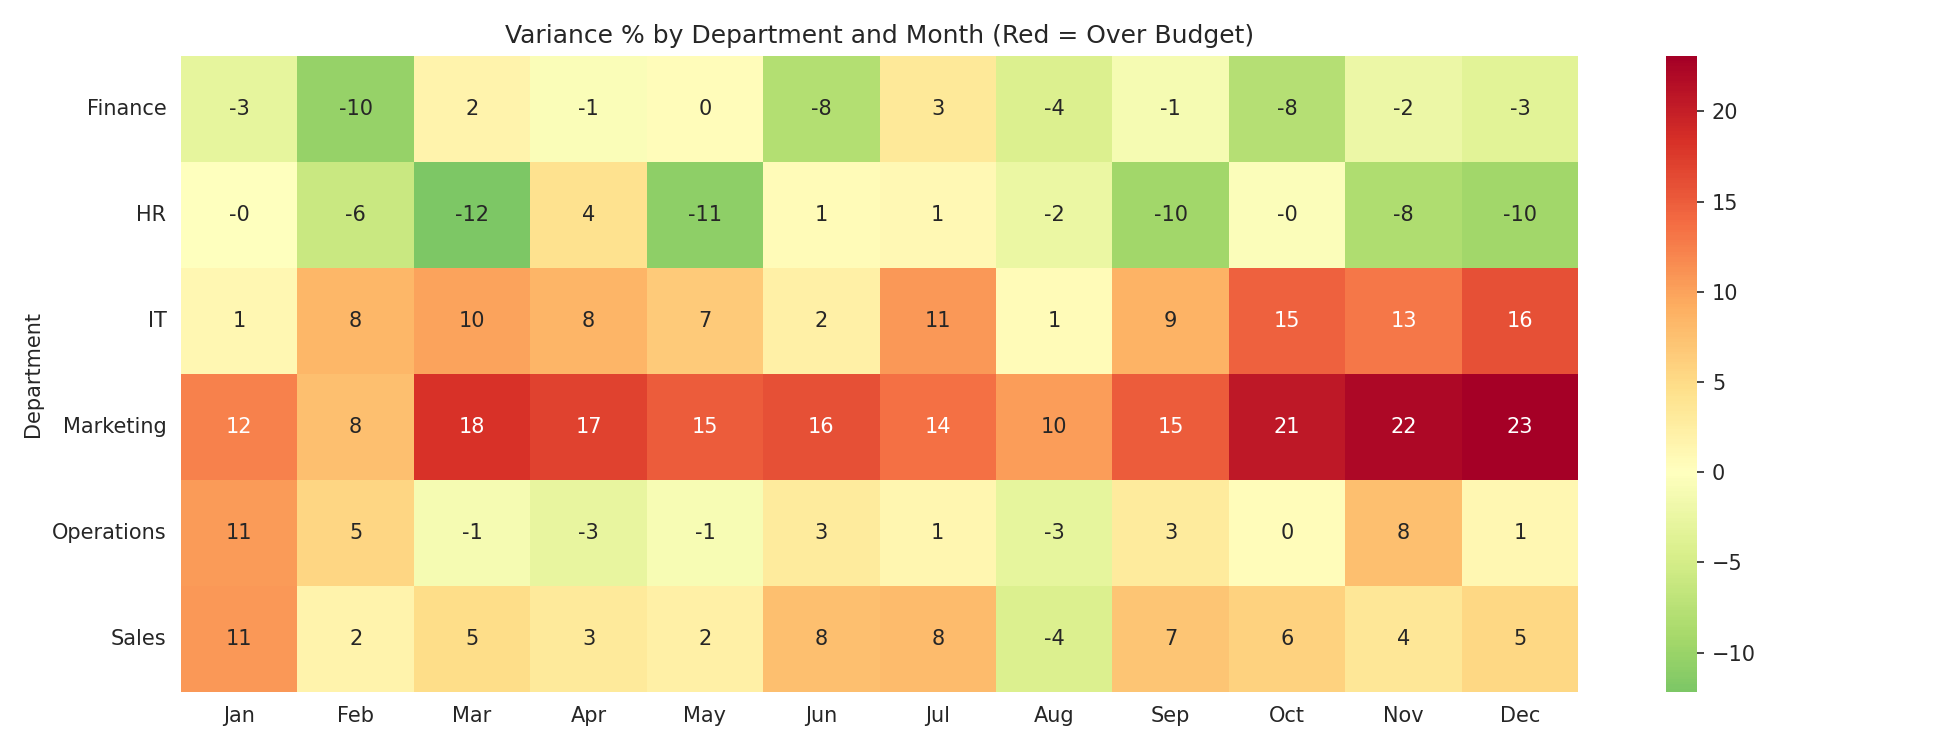 Variance % by Department and Month (Red = Over Budget)
Department
Finance -3 -10 2 -1 0 -8 3 -4 -1 -8 -2 -3
HR -0 -6 -12 4 -11 1 1 -2 -10 -0 -8 -10
IT 1 8 10 8 7 2 11 1 9 15 13 16
Marketing 12 8 18 17 15 16 14 10 15 21 22 23
Operations 11 5 -1 -3 -1 3 1 -3 3 0 8 1
Sales 11 2 5 3 2 8 8 -4 7 6 4 5
Jan Feb Mar Apr May Jun Jul Aug Sep Oct Nov Dec
20
15
10
5
0
−5
−10